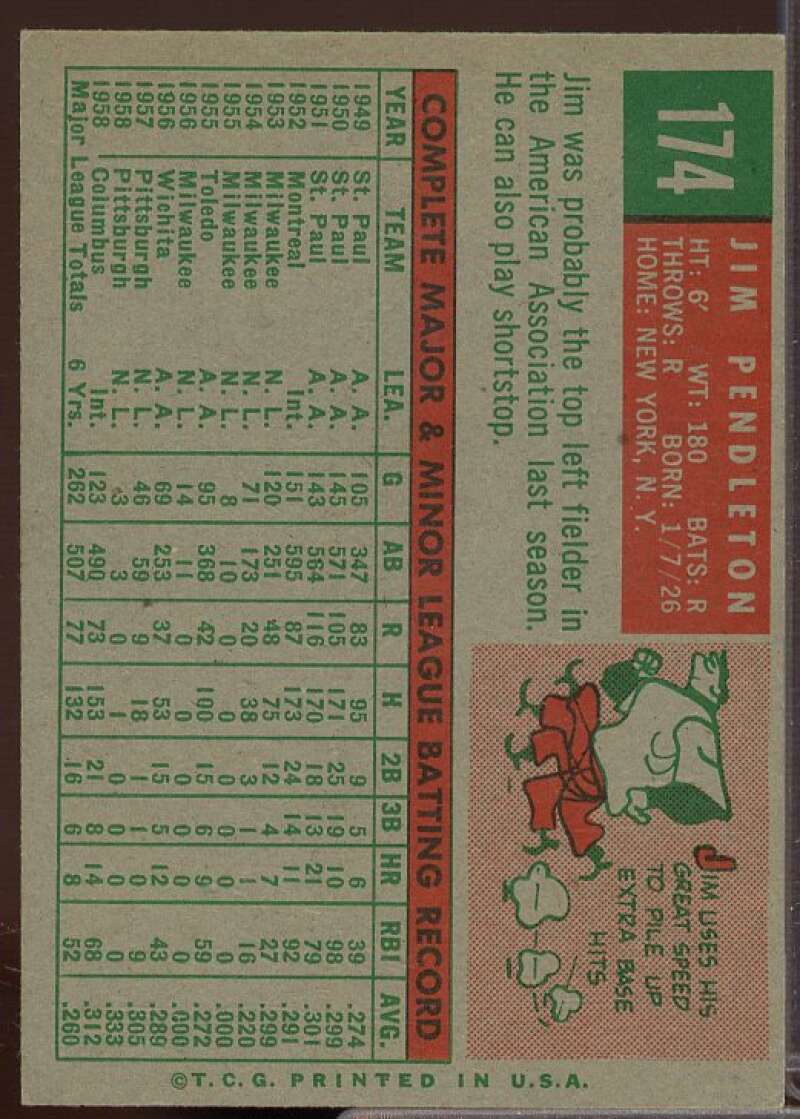 174
JIM PENDLETON
HT: 6' WT: 180 BATS: R
THROWS: R BORN: 1/7/26
HOME: NEW YORK, N. Y.
Jim was probably the top left fielder in
the American Association last season.
He can also play shortstop.
JIM USES HIS
GREAT SPEED
TO PILE UP
EXTRA BASE
HITS
COMPLETE MAJOR & MINOR LEAGUE BATTING RECORD
YEAR TEAM LEA. G AB R H 2B 3B HR RBI AVG.
1949 St. Paul A. A. 105 347 83 95 9 5 6 39 .274
1950 St. Paul A. A. 145 571 105 171 25 19 10 98 .299
1951 St. Paul A. A. 143 564 116 170 18 13 21 79 .301
1952 Montreal Int. 151 595 87 173 24 14 11 92 .291
1953 Milwaukee N. L. 120 251 48 75 12 4 7 27 .299
1954 Milwaukee N. L. 71 173 20 38 3 1 1 16 .220
1955 Milwaukee N. L. 8 10 0 0 0 0 0 0 .000
1955 Toledo A. A. 95 368 42 100 15 6 9 59 .272
1956 Milwaukee N. L. 14 11 0 0 0 0 0 0 .000
1956 Wichita A. A. 69 253 37 53 15 5 12 43 .289
1957 Pittsburgh N. L. 46 59 9 18 1 1 0 9 .305
1958 Pittsburgh N. L. 3 3 0 1 0 0 0 0 .333
1958 Columbus Int. 123 490 73 153 21 8 14 68 .312
Major League Totals 6 Yrs. 262 507 77 132 16 6 8 52 .260
©T. C. G. PRINTED IN U.S.A.